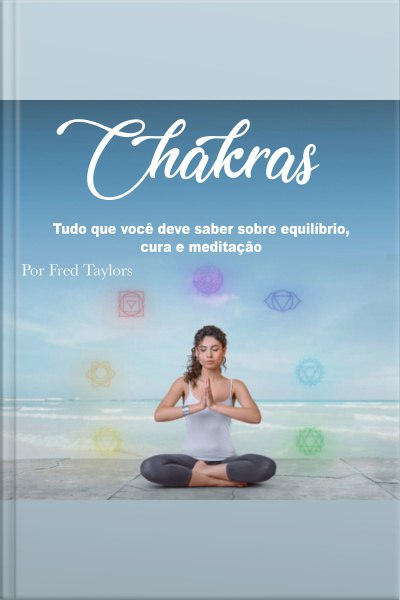 Chakras
Tudo que você deve saber sobre equilíbrio,
cura e meditação
Por Fred Taylors